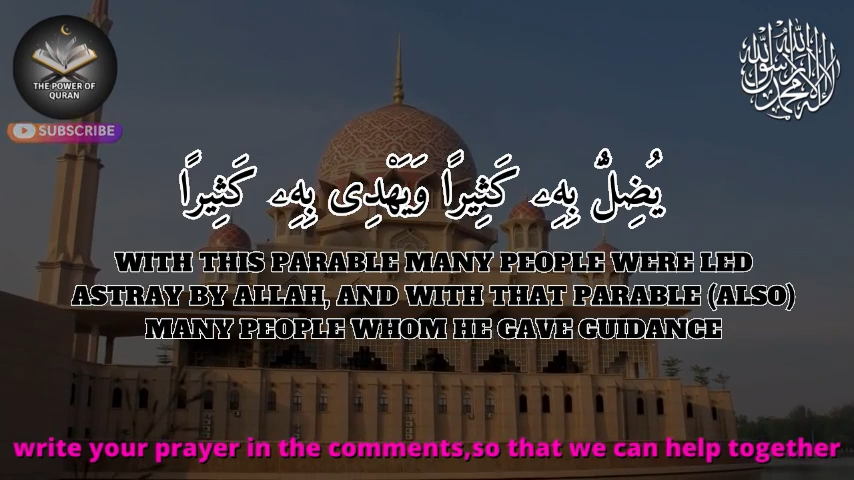 THE POWER OF
QURAN
SUBSCRIBE
يُضِلُّ بِهِۦ كَثِيرًا وَيَهْدِى بِهِۦ كَثِيرًا
WITH THIS PARABLE MANY PEOPLE WERE LED
ASTRAY BY ALLAH, AND WITH THAT PARABLE (ALSO)
MANY PEOPLE WHOM HE GAVE GUIDANCE
write your prayer in the comments,so that we can help together